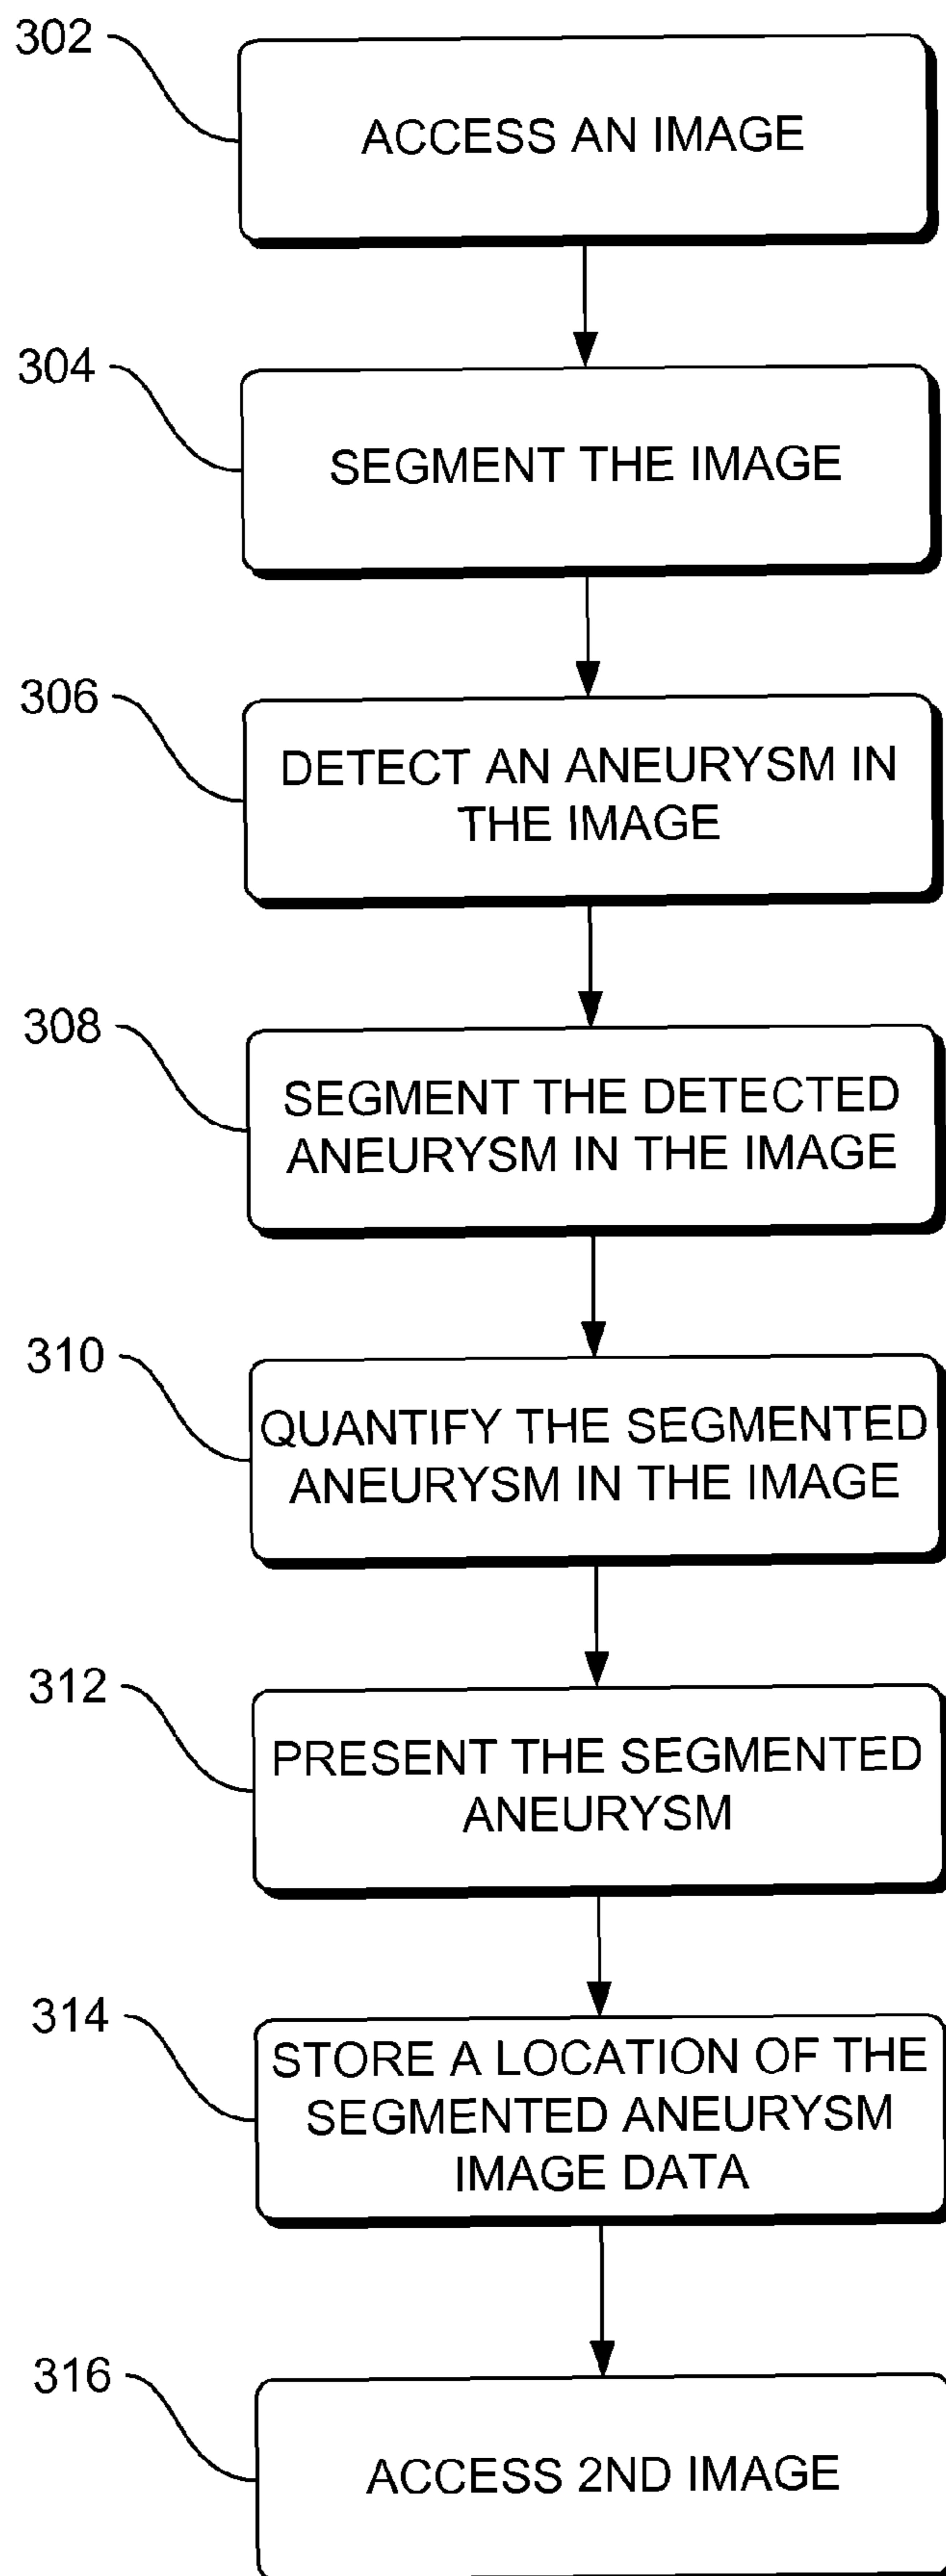 302
ACCESS AN IMAGE
304
SEGMENT THE IMAGE
306
DETECT AN ANEURYSM IN
THE IMAGE
308
SEGMENT THE DETECTED
ANEURYSM IN THE IMAGE
310
QUANTIFY THE SEGMENTED
ANEURYSM IN THE IMAGE
312
PRESENT THE SEGMENTED
ANEURYSM
314
STORE A LOCATION OF THE
SEGMENTED ANEURYSM
IMAGE DATA
316
ACCESS 2ND IMAGE